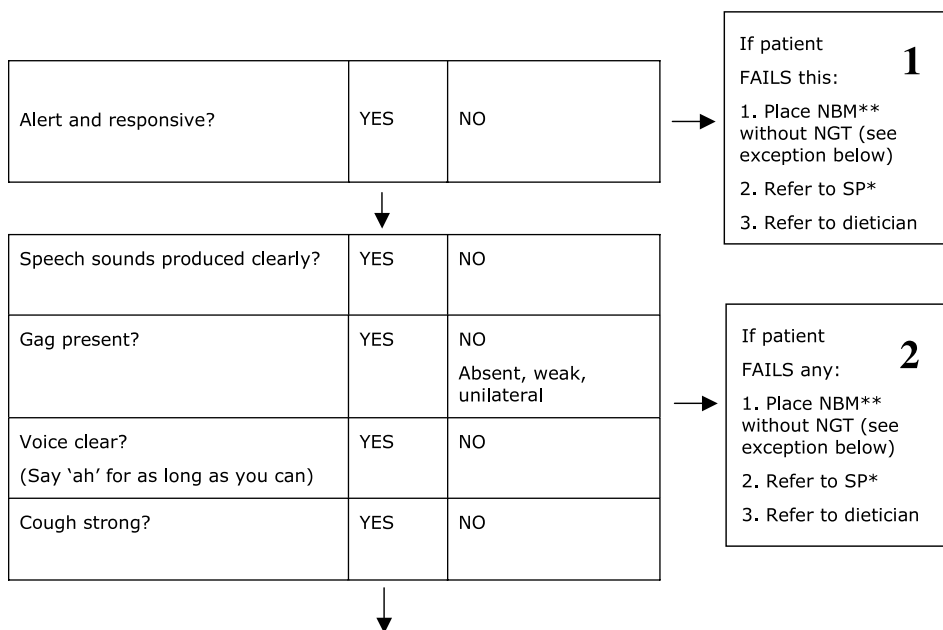 Alert and responsive?
YES
NO
If patient
1
FAILS this:
1. Place NBM**
without NGT (see
exception below)
2. Refer to SP*
3. Refer to dietician
Speech sounds produced clearly?
YES
NO
Gag present?
YES
NO
Absent, weak,
unilateral
Voice clear?
(Say ‘ah’ for as long as you can)
YES
NO
Cough strong?
YES
NO
If patient
2
FAILS any:
1. Place NBM**
without NGT (see
exception below)
2. Refer to SP*
3. Refer to dietician